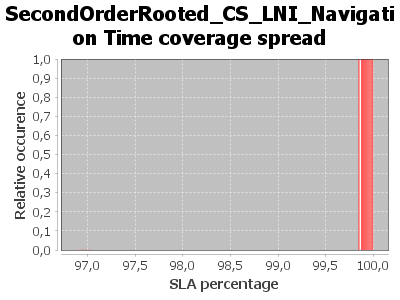 SecondOrderRooted_CS_LNI_Navigati
on Time coverage spread
Relative occurence
1,0
0,9
0,8
0,7
0,6
0,5
0,4
0,3
0,2
0,1
0,0
97,0 97,5 98,0 98,5 99,0 99,5 100,0
SLA percentage